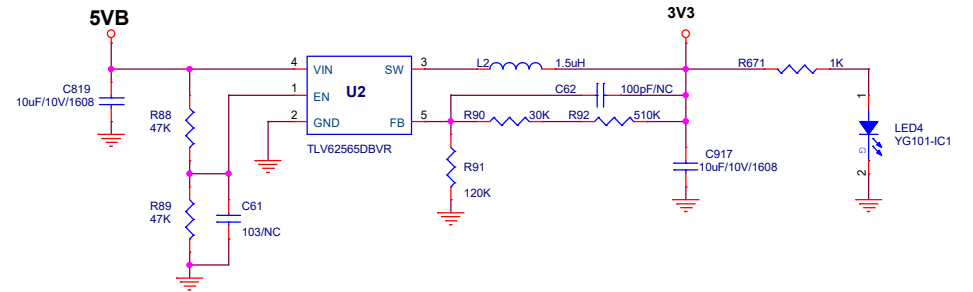 5VB
3V3
4
VIN
SW
3
L2
1.5uH
R671
1K
C819
10uF/10V/1608
1
EN
U2
C62
100pF/NC
1
R88
47K
2
GND
FB
5
R90
30K
R92
510K
LED4
YG101-IC1
G
TLV62565DBVR
C917
10uF/10V/1608
R91
120K
2
R89
47K
C61
103/NC